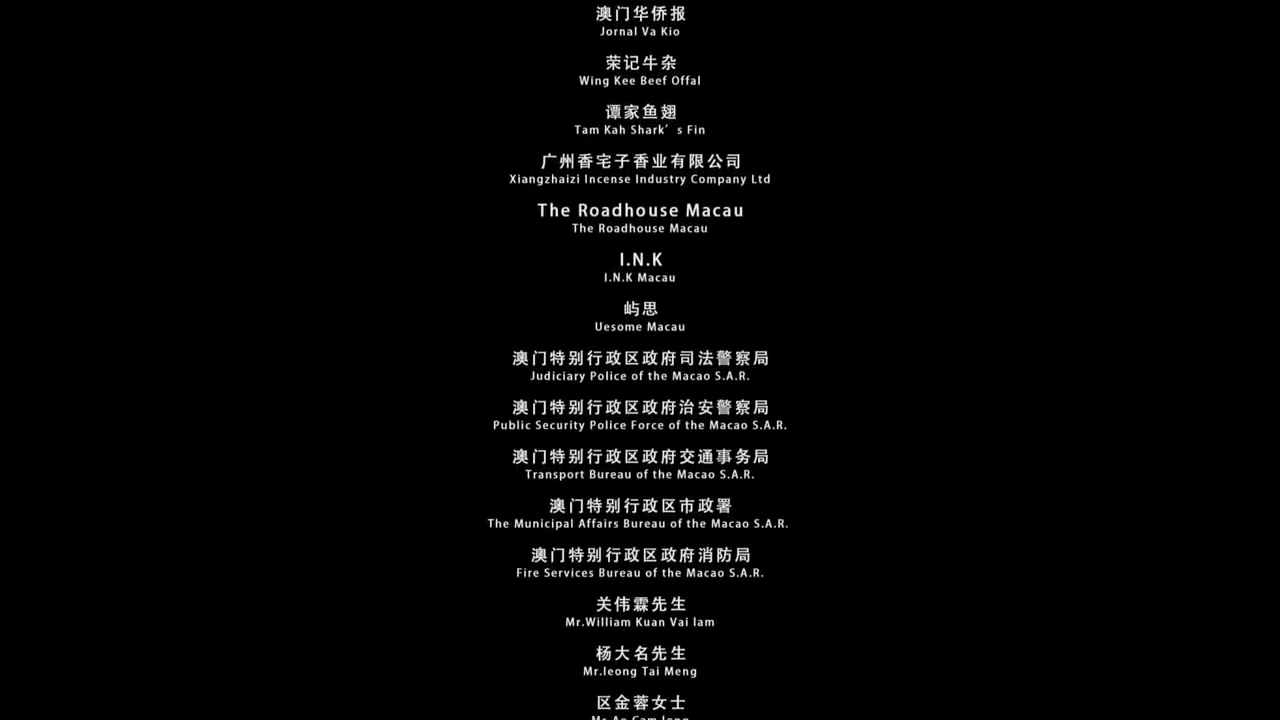 澳门华侨报
Jornal Va Kio
荣记牛杂
Wing Kee Beef Offal
谭家鱼翅
Tam Kah Shark′s Fin
广州香宅子香业有限公司
Xiangzhaizi Incense Industry Company Ltd
The Roadhouse Macau
The Roadhouse Macau
I.N.K
I.N.K Macau
屿思
Uesome Macau
澳门特别行政区政府司法警察局
Judiciary Police of the Macao S.A.R.
澳门特别行政区政府治安警察局
Public Security Police Force of the Macao S.A.R.
澳门特别行政区政府交通事务局
Transport Bureau of the Macao S.A.R.
澳门特别行政区市政署
The Municipal Affairs Bureau of the Macao S.A.R.
澳门特别行政区政府消防局
Fire Services Bureau of the Macao S.A.R.
关伟霖先生
Mr.William Kuan Vai lam
杨大名先生
Mr.Ieong Tai Meng
区金蓉女士